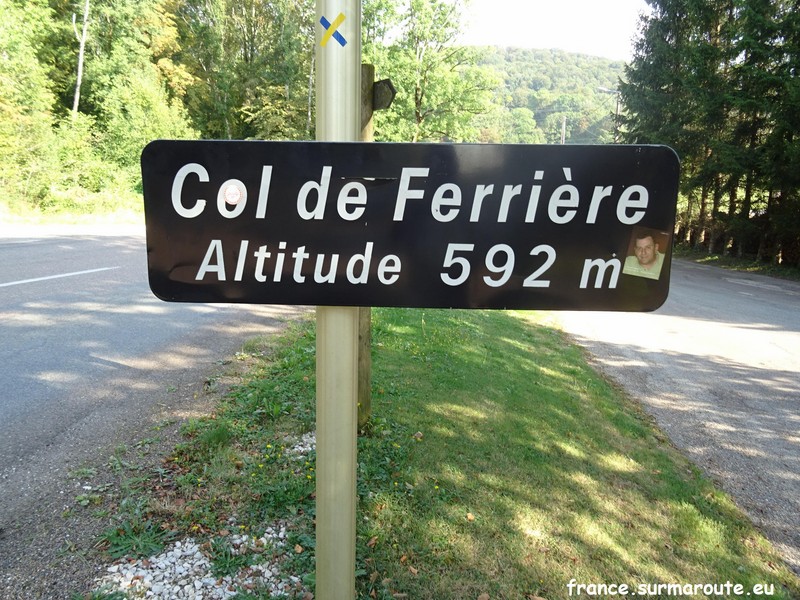 Col de Ferrière
Altitude 592 m
france.surmaroute.eu